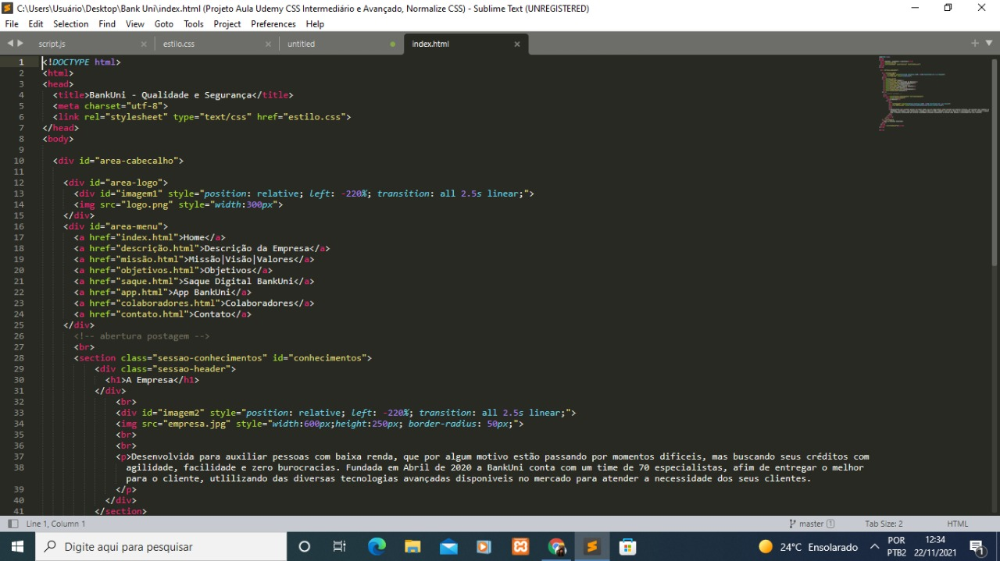 C:\Users\Usuário\Desktop\Bank Uni\index.html (Projeto Aula Udemy CSS Intermediário e Avançado, Normalize CSS) - Sublime Text (UNREGISTERED)
File Edit Selection Find View Goto Tools Project Preferences Help
script.js estilo.css untitled index.html
1 <!DOCTYPE html>
2 <html>
3 <head>
4 <title>BankUni - Qualidade e Segurança</title>
5 <meta charset="utf-8">
6 <link rel="stylesheet" type="text/css" href="estilo.css">
7 </head>
8 <body>
9
10 <div id="area-cabecalho">
11
12 <div id="area-logo">
13 <div id="imagem1" style="position: relative; left: -220%; transition: all 2.5s linear;">
14 <img src="logo.png" style="width:300px">
15 </div>
16 <div id="area-menu">
17 <a href="index.html">Home</a>
18 <a href="descrição.html">Descrição da Empresa</a>
19 <a href="missão.html">Missão|Visão|Valores</a>
20 <a href="objetivos.html">Objetivos</a>
21 <a href="saque.html">Saque Digital BankUni</a>
22 <a href="app.html">App BankUni</a>
23 <a href="colaboradores.html">Colaboradores</a>
24 <a href="contato.html">Contato</a>
25 </div>
26 <!-- abertura postagem -->
27 <br>
28 <section class="sessao-conhecimentos" id="conhecimentos">
29 <div class="sessao-header">
30 <h1>A Empresa</h1>
31 </div>
32 <br>
33 <div id="imagem2" style="position: relative; left: -220%; transition: all 2.5s linear;">
34 <img src="empresa.jpg" style="width:600px;height:250px; border-radius: 50px;">
35 <br>
36 <br>
37 <p>Desenvolvida para auxiliar pessoas com baixa renda, que por algum motivo estão passando por momentos dificeis, mas buscando seus créditos com
38 agilidade, facilidade e zero burocracias. Fundada em Abril de 2020 a BankUni conta com um time de 70 especialistas, afim de entregar o melhor
para o cliente, utlilizando das diversas tecnologias avançadas disponiveis no mercado para atender a necessidade dos seus clientes.
39 </p>
40 </div>
41 </section>
Line 1, Column 1 master 1 Tab Size: 2 HTML
Digite aqui para pesquisar 24°C Ensolarado POR 12:34
PTB2 22/11/2021 1